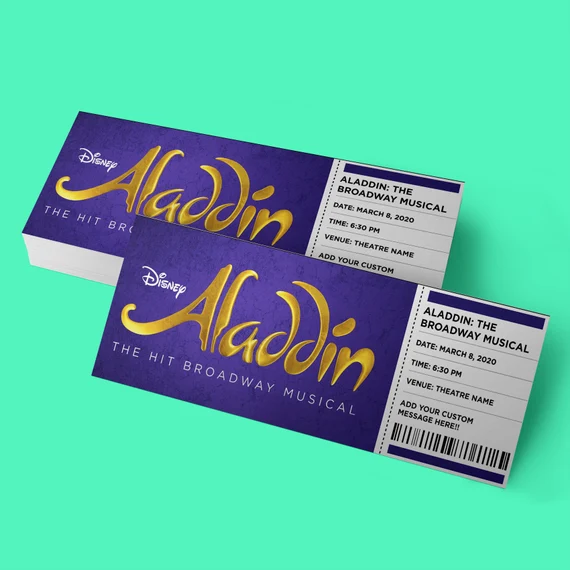 Disney
Aladdin
THE HIT BRO
ALADDIN: THE
BROADWAY MUSICAL
DATE: MARCH 8, 2020
TIME: 6:30 PM
VENUE: THEATRE NAME
ADD YOUR CUSTOM
Disney
Aladdin
THE HIT BROADWAY MUSICAL
ALADDIN: THE
BROADWAY MUSICAL
DATE: MARCH 8, 2020
TIME: 6:30 PM
VENUE: THEATRE NAME
ADD YOUR CUSTOM
MESSAGE HERE!!